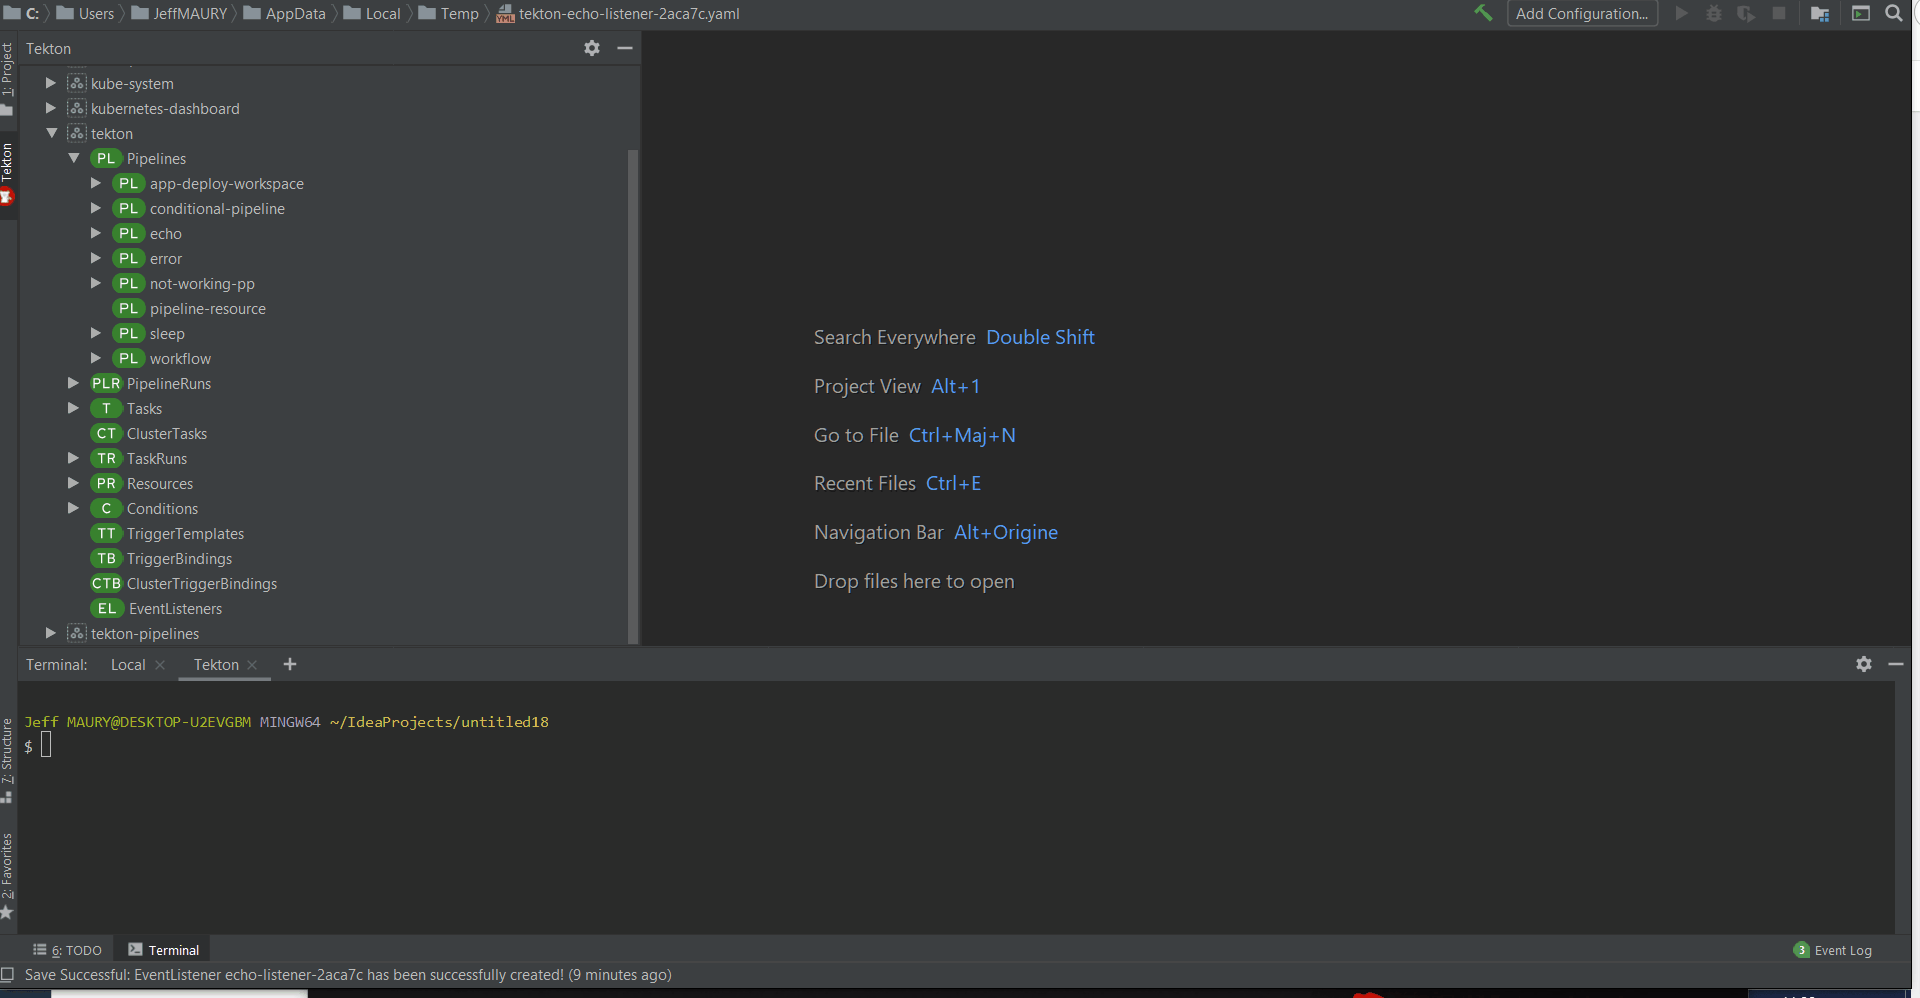 C: Users JeffMAURY AppData Local Temp YML tekton-echo-listener-2aca7c.yaml Add Configuration...
1: Project
Tekton
Tekton
kube-system
kubernetes-dashboard
tekton
PL Pipelines
PL app-deploy-workspace
PL conditional-pipeline
PL echo
PL error
PL not-working-pp
PL pipeline-resource
PL sleep
PL workflow
PLR PipelineRuns
T Tasks
CT ClusterTasks
TR TaskRuns
PR Resources
C Conditions
TT TriggerTemplates
TB TriggerBindings
CTB ClusterTriggerBindings
EL EventListeners
tekton-pipelines
Search Everywhere Double Shift
Project View Alt+1
Go to File Ctrl+Maj+N
Recent Files Ctrl+E
Navigation Bar Alt+Origine
Drop files here to open
Terminal: Local Tekton
Jeff MAURY@DESKTOP-U2EVGBM MINGW64 ~/IdeaProjects/untitled18
$
7: Structure
2: Favorites
6: TODO Terminal 3 Event Log
Save Successful: EventListener echo-listener-2aca7c has been successfully created! (9 minutes ago)